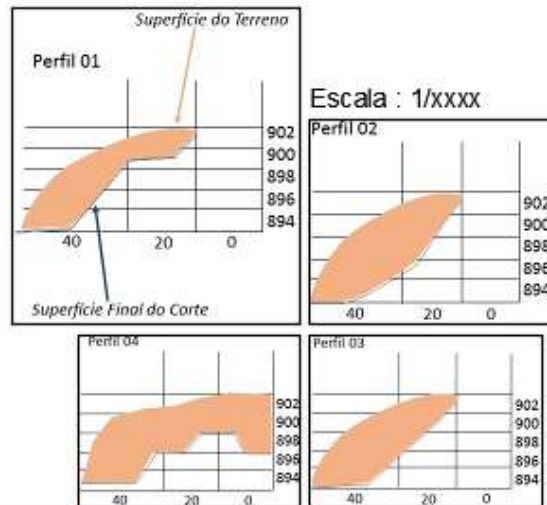 Superfície do Terreno
Perfil 01
902
900
898
896
894
40 20 0
Superfície Final do Corte
Escala : 1/xxxx
Perfil 02
902
900
898
896
894
40 20 0
Perfil 04
902
900
898
896
894
40 20 0
Perfil 03
902
900
898
896
894
40 20 0